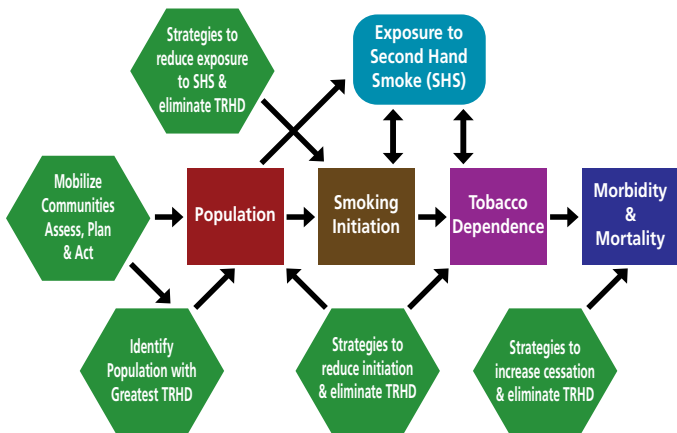 Strategies to
reduce exposure
to SHS &
eliminate TRHD
Exposure to
Second Hand
Smoke (SHS)
Mobilize
Communities
Assess, Plan
& Act
Population
Smoking
Initiation
Tobacco
Dependence
Morbidity
&
Mortality
Identify
Population with
Greatest TRHD
Strategies to
reduce initiation
& eliminate TRHD
Strategies to
increase cessation
& eliminate TRHD